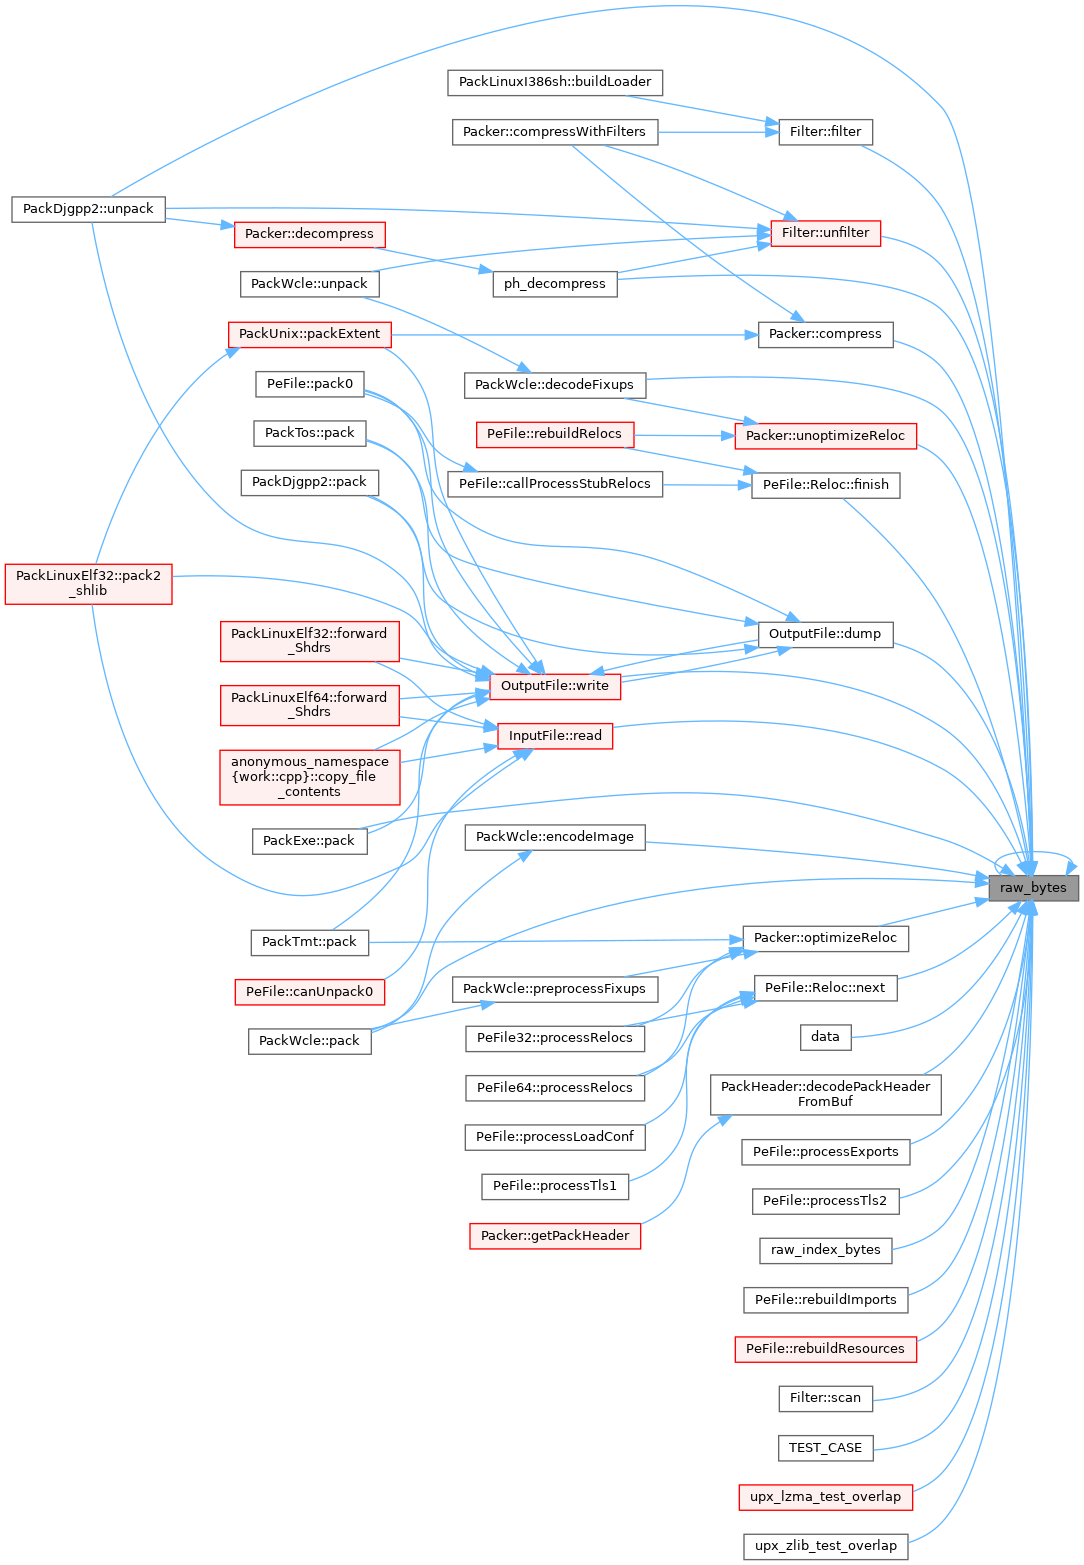 PackLinuxI386sh::buildLoader
Packer::compressWithFilters
Filter::filter
PackDjgpp2::unpack
Packer::decompress
Filter::unfilter
PackWcle::unpack
ph_decompress
PackUnix::packExtent
Packer::compress
PeFile::pack0
PackWcle::decodeFixups
PackTos::pack
PeFile::rebuildRelocs
Packer::unoptimizeReloc
PackDjgpp2::pack
PeFile::callProcessStubRelocs
PeFile::Reloc::finish
PackLinuxElf32::pack2
_shlib
PackLinuxElf32::forward
_Shdrs
OutputFile::dump
PackLinuxElf64::forward
_Shdrs
OutputFile::write
InputFile::read
anonymous_namespace
{work::cpp}::copy_file
_contents
PackExe::pack
PackWcle::encodeImage
raw_bytes
PackTmt::pack
Packer::optimizeReloc
PeFile::canUnpack0
PackWcle::preprocessFixups
PeFile::Reloc::next
PackWcle::pack
PeFile32::processRelocs
data
PeFile64::processRelocs
PackHeader::decodePackHeader
FromBuf
PeFile::processLoadConf
PeFile::processExports
PeFile::processTls1
PeFile::processTls2
Packer::getPackHeader
raw_index_bytes
PeFile::rebuildImports
PeFile::rebuildResources
Filter::scan
TEST_CASE
upx_lzma_test_overlap
upx_zlib_test_overlap